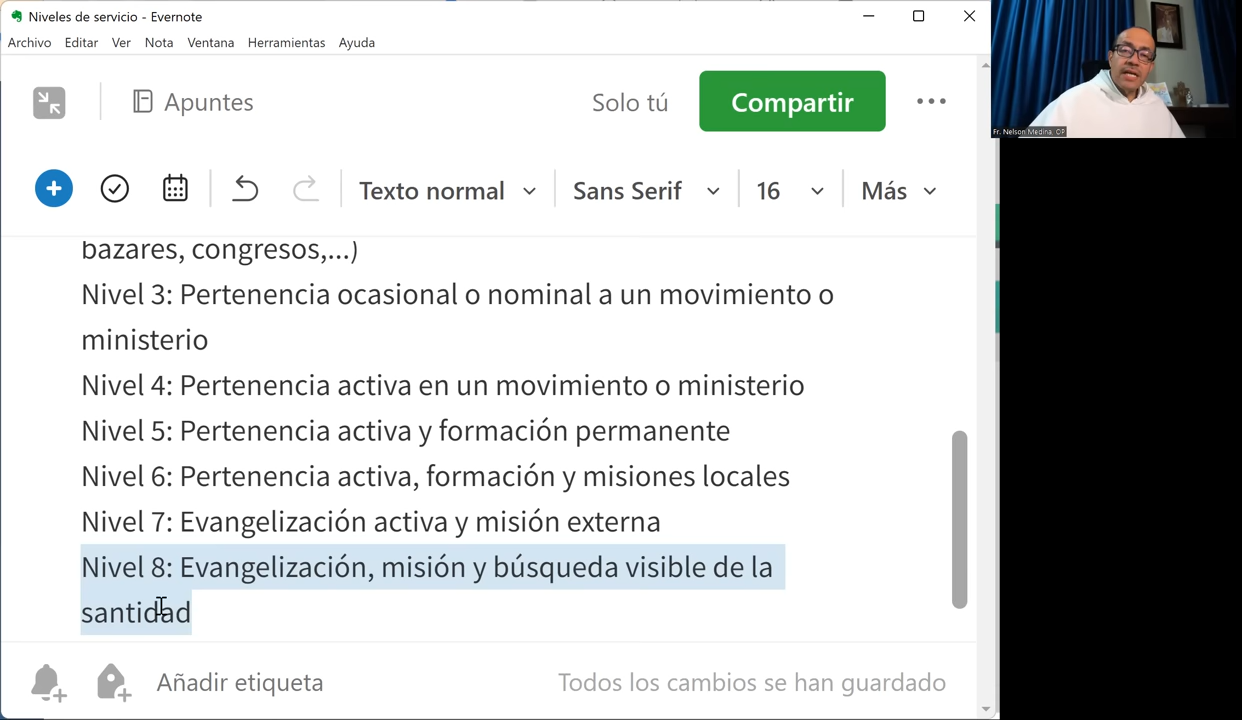 Niveles de servicio - Evernote
Archivo Editar Ver Nota Ventana Herramientas Ayuda
Apuntes Solo tú Compartir
Texto normal Sans Serif 16 Más
bazares, congresos,...)
Nivel 3: Pertenencia ocasional o nominal a un movimiento o
ministerio
Nivel 4: Pertenencia activa en un movimiento o ministerio
Nivel 5: Pertenencia activa y formación permanente
Nivel 6: Pertenencia activa, formación y misiones locales
Nivel 7: Evangelización activa y misión externa
Nivel 8: Evangelización, misión y búsqueda visible de la
santidad
Añadir etiqueta Todos los cambios se han guardado
Fr. Nelson Medina, OP